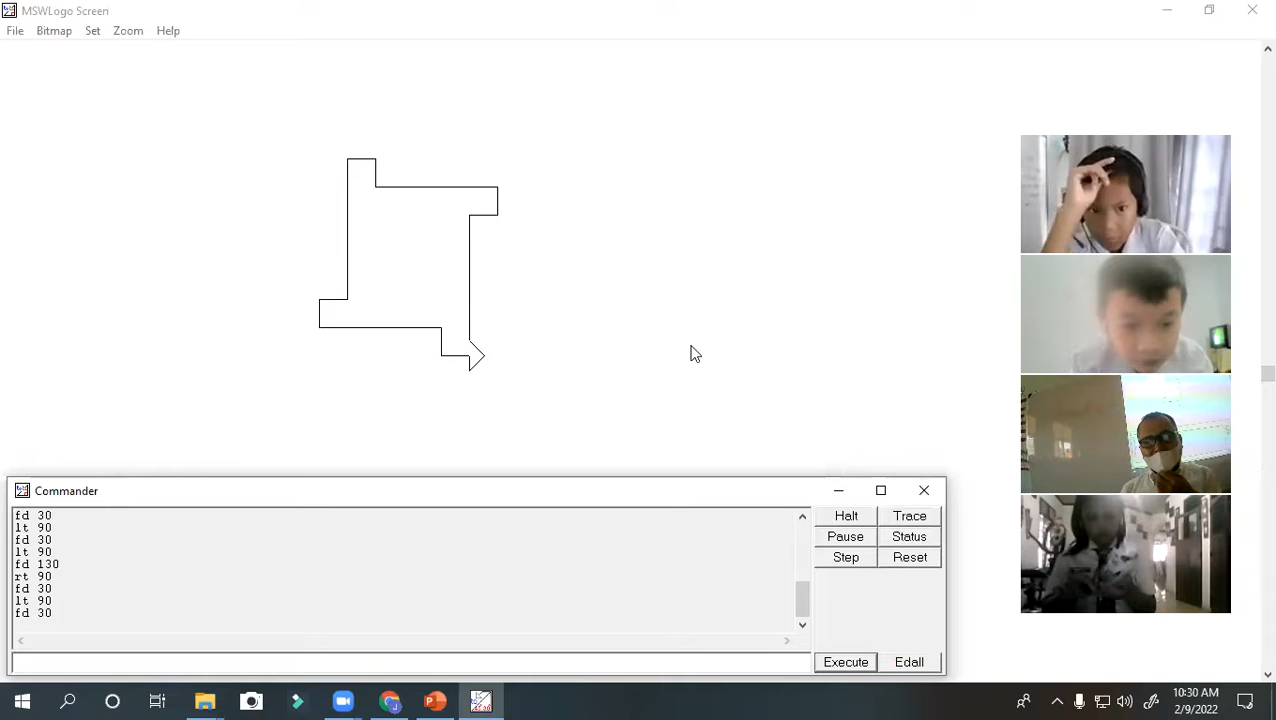 MSWLogo Screen
File Bitmap Set Zoom Help
Commander
fd 30
lt 90
fd 30
lt 90
fd 130
rt 90
fd 30
lt 90
fd 30
Halt Trace
Pause Status
Step Reset
Execute Edall
10:30 AM
2/9/2022